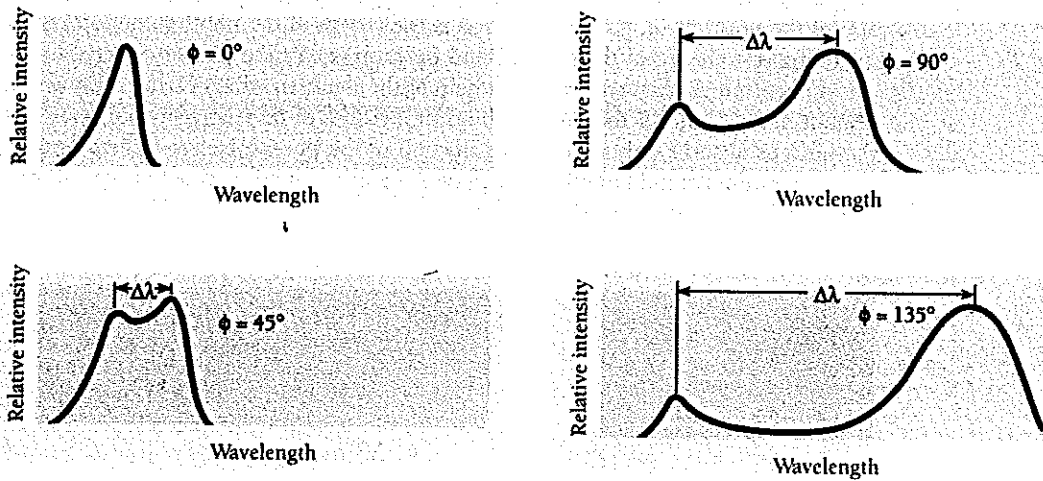 Relative intensity
ϕ = 0°
Wavelength
Relative intensity
Δλ
ϕ = 90°
Wavelength
Relative intensity
Δλ
ϕ = 45°
Wavelength
Relative intensity
Δλ
ϕ = 135°
Wavelength